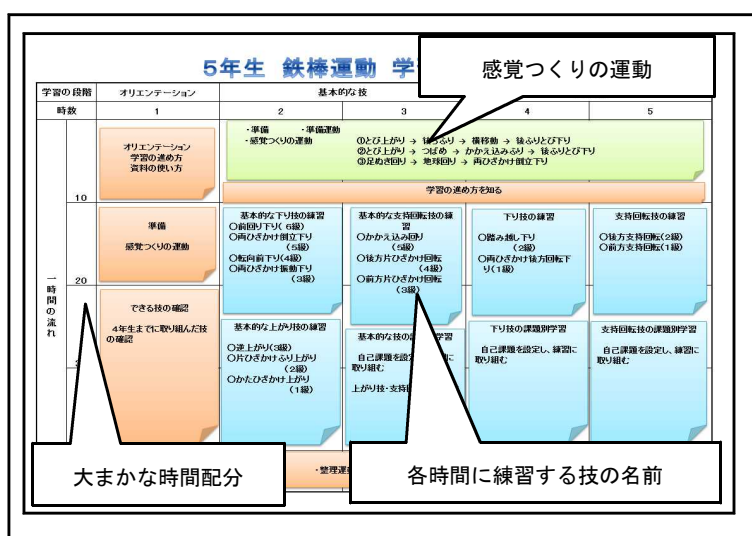 5年生 鉄棒運動 学
感覚つくりの運動
学習の段階 オリエンテーション 基本的な技
時数 1 2 3 4 5
オリエンテーション
学習の進め方
資料の使い方
・準備 ・準備運動
・感覚つくりの運動
①とび上がり → 後ろふり → 横移動 → 後ふりとび下り
②とび上がり → つばめ → かかえ込みふり → 後ふりとび下り
③足ぬき回り → 地球回り → 両ひざかけ倒立下り
学習の進め方を知る
10
20
一時間の流れ
準備
感覚つくりの運動
基本的な下り技の練習
○前回り下り(6級)
○両ひざかけ倒立下り
(5級)
○転向前下り(4級)
○両ひざかけ振動下り
(3級)
基本的な支持回転技の練
習
○かかえ込み回り
(5級)
○後方片ひざかけ回転
(4級)
○前方片ひざかけ回転
(3級)
下り技の練習
○踏み越し下り
(2級)
○両ひざかけ後方回転下
り(1級)
支持回転技の練習
○後方支持回転(2級)
○前方支持回転(1級)
できる技の確認
4年生までに取り組んだ技
の確認
基本的な上がり技の練習
○逆上がり(3級)
○片ひざかけふり上がり
(2級)
○かたひざかけ上がり
(1級)
基本的な技の 学習
自己課題を設定 に
取り組む
上がり技・支持
下り技の課題別学習
自己課題を設定し、練習に
取り組む
支持回転技の課題別学習
自己課題を設定し、練習に
取り組む
・整理運
大まかな時間配分
各時間に練習する技の名前